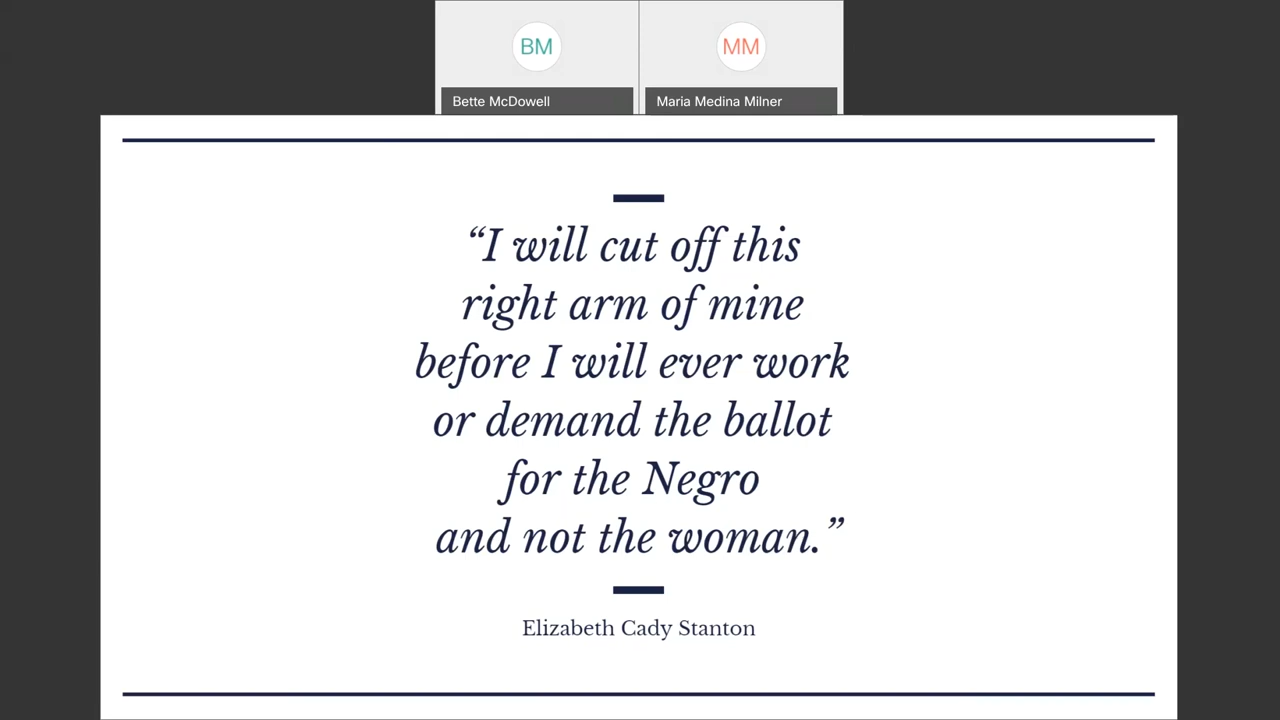 BM
MM
Bette McDowell
Maria Medina Milner
“I will cut off this
right arm of mine
before I will ever work
or demand the ballot
for the Negro
and not the woman.”
Elizabeth Cady Stanton